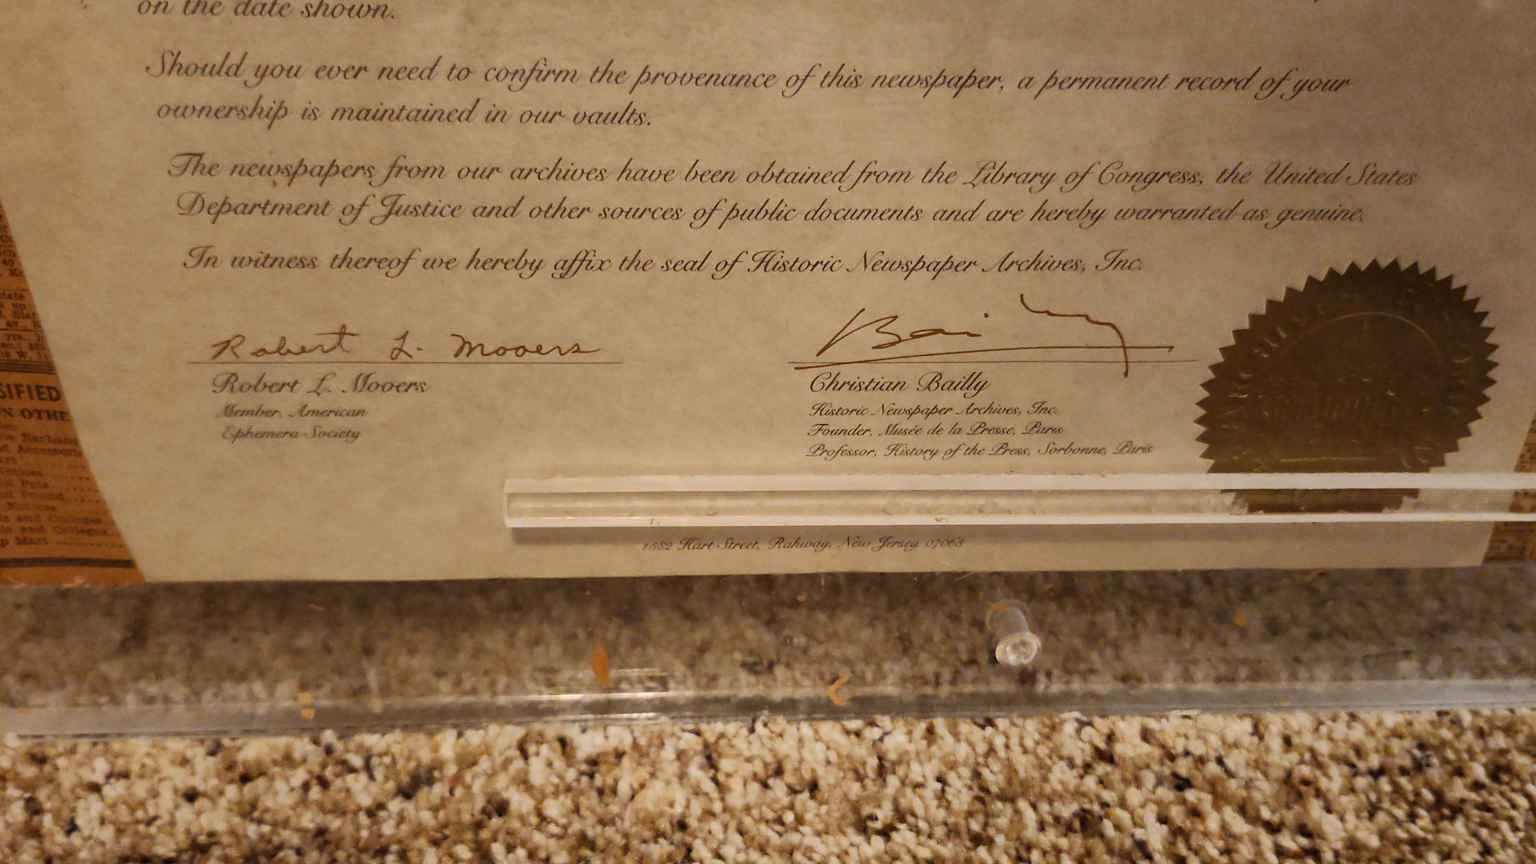 on the date shown.
Should you ever need to confirm the provenance of this newspaper, a permanent record of your
ownership is maintained in our vaults.
The newspapers from our archives have been obtained from the Library of Congress, the United States
Department of Justice and other sources of public documents and are hereby warranted as genuine.
In witness thereof we hereby affix the seal of Historic Newspaper Archives, Inc.
Robert L. Mooers
Robert L. Mooers
Member, American
Ephemera Society
Bailly
Christian Bailly
Historic Newspaper Archives, Inc.
Founder, Musée de la Presse, Paris
Professor, History of the Press, Sorbonne, Paris
1582 Hart Street, Rahway, New Jersey 07065
SIFIED